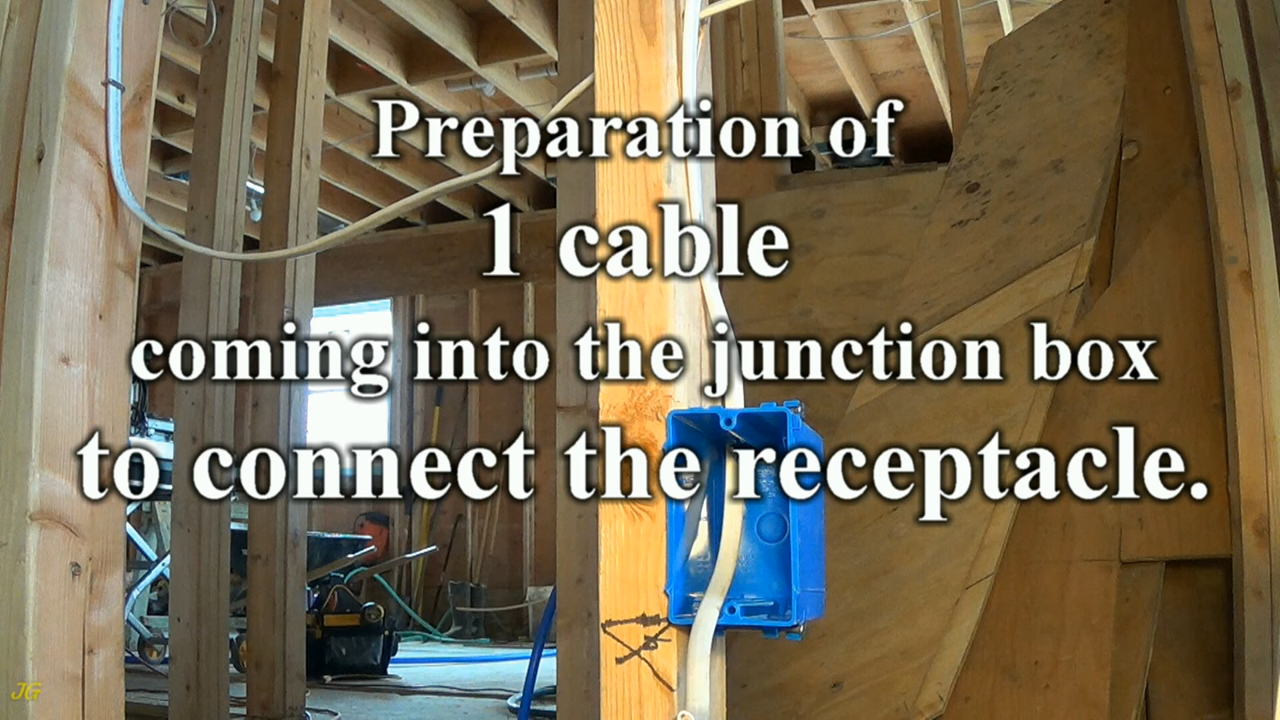 Preparation of
1 cable
coming into the junction box
to connect the receptacle.
JG